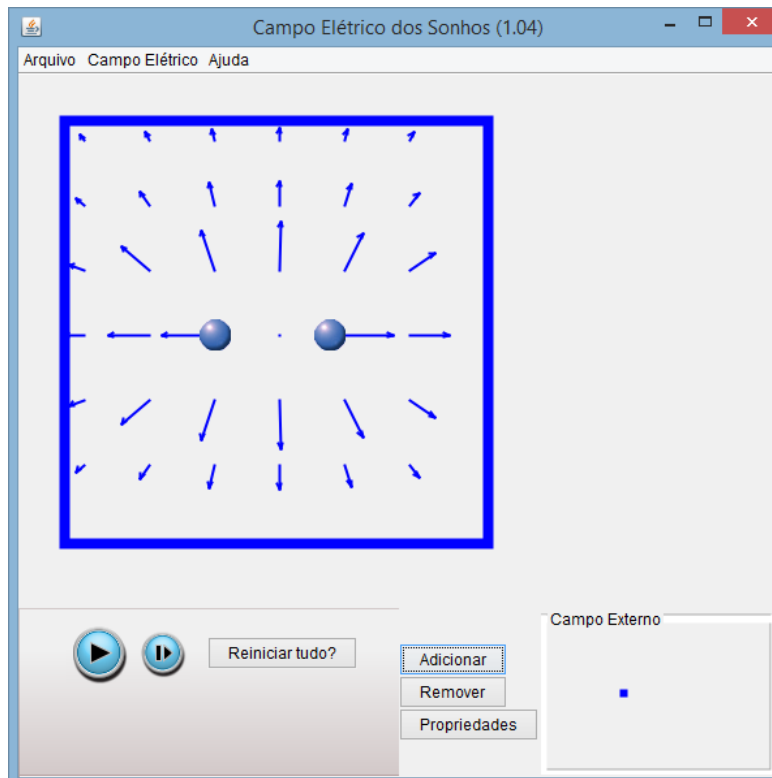 Campo Elétrico dos Sonhos (1.04)
Arquivo Campo Elétrico Ajuda
Reiniciar tudo?
Adicionar
Remover
Propriedades
Campo Externo